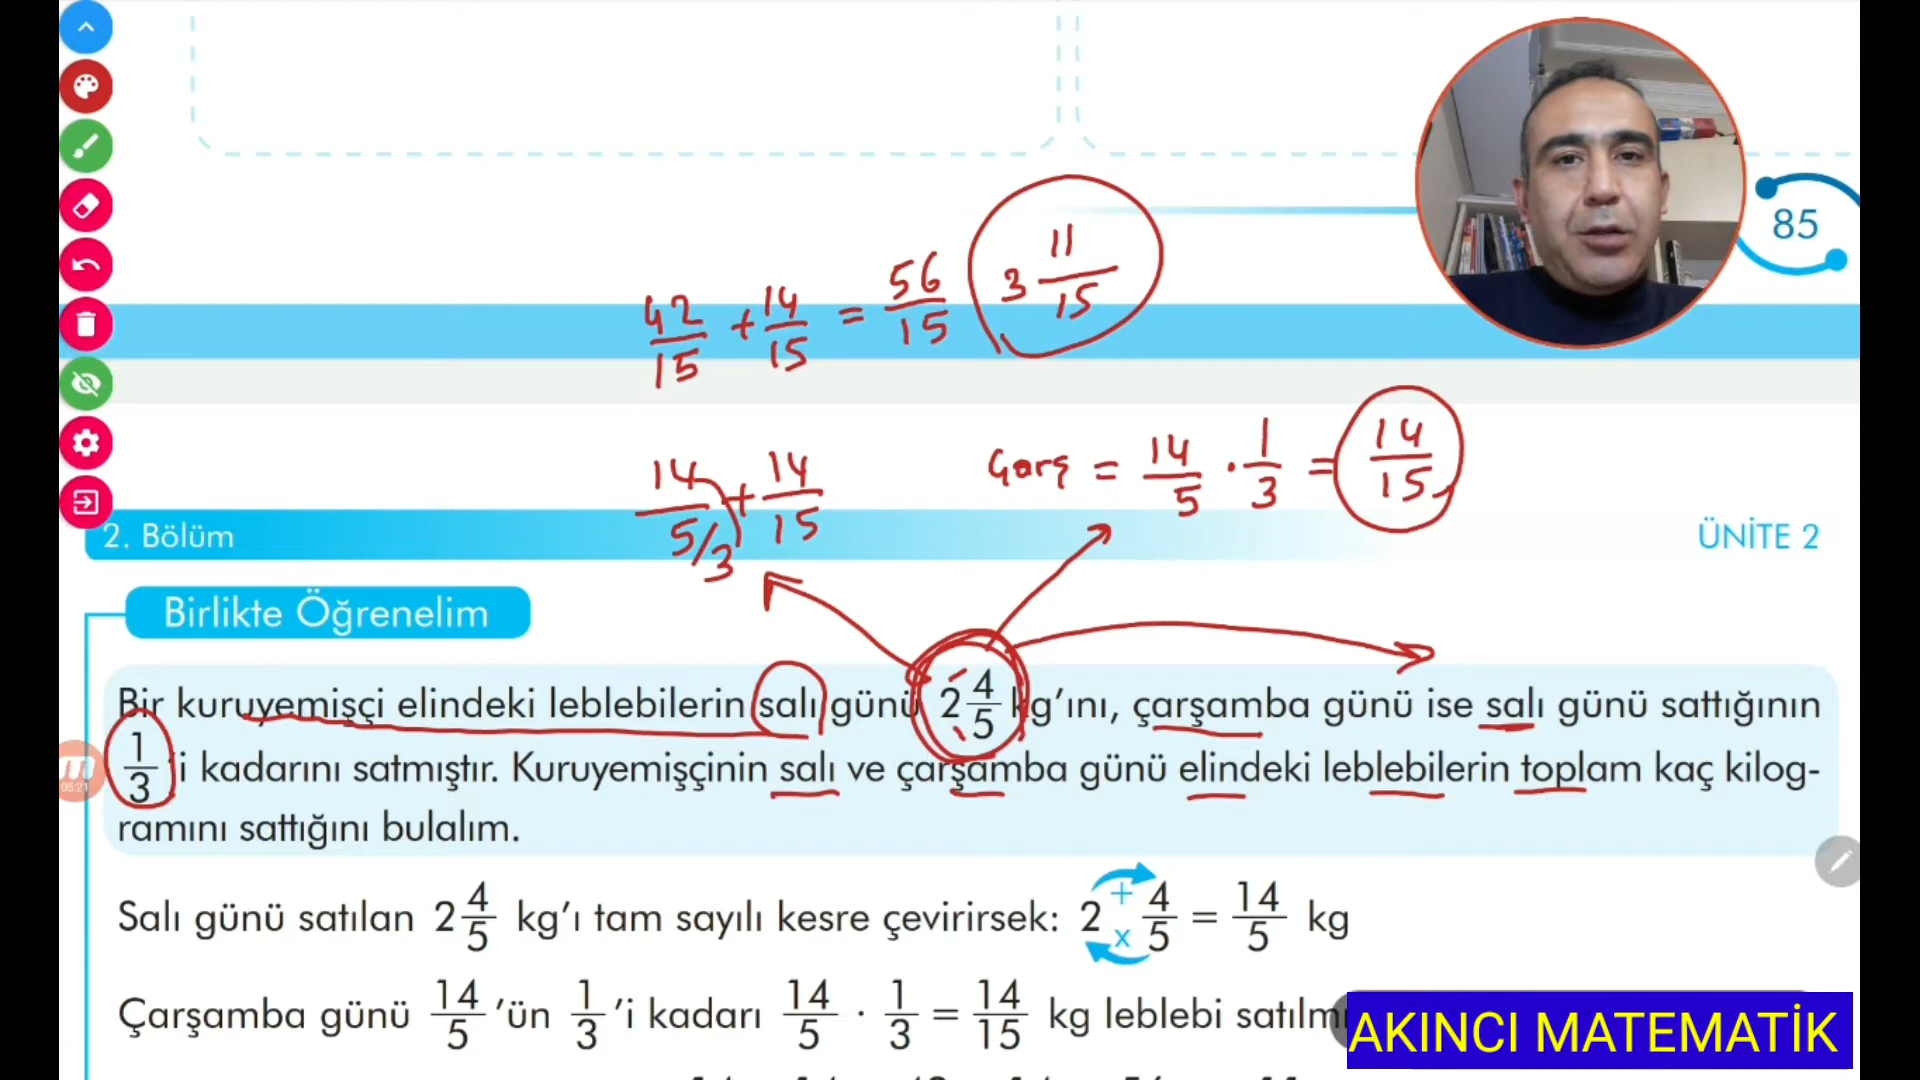 85
42/15 + 14/15 = 56/15 3 11/15
14/5/3 + 14/15
Çarş = 14/5 · 1/3 = 14/15
2. Bölüm
ÜNİTE 2
Birlikte Öğrenelim
Bir kuruyemişçi elindeki leblebilerin salı günü 2 4/5 kg’ını, çarşamba günü ise salı günü sattığının
1/3 ’i kadarını satmıştır. Kuruyemişçinin salı ve çarşamba günü elindeki leblebilerin toplam kaç kilog-
ramını sattığını bulalım.
05:21
Salı günü satılan 2 4/5 kg’ı tam sayılı kesre çevirirsek: 2 + x 4/5 = 14/5 kg
Çarşamba günü 14/5 ’ün 1/3 ’i kadarı 14/5 · 1/3 = 14/15 kg leblebi
AKINCI MATEMATİK